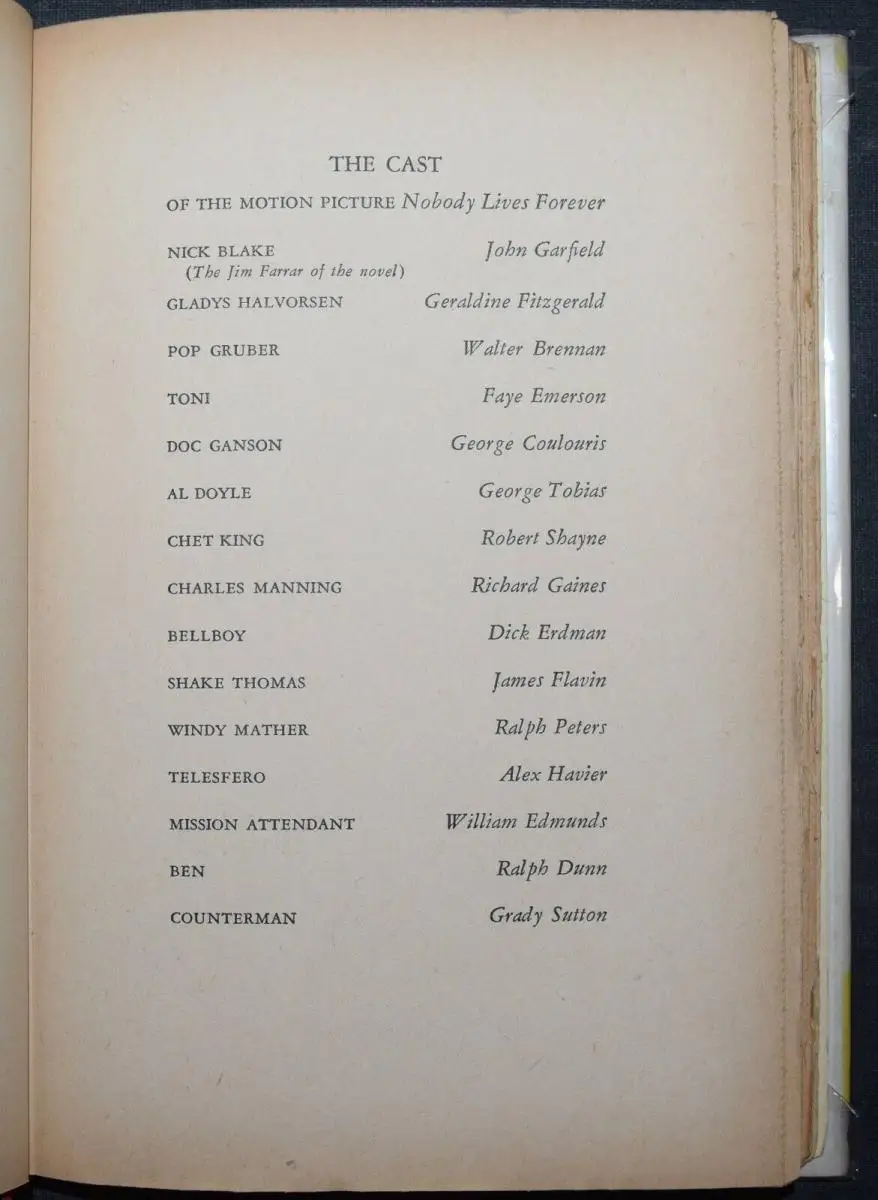 THE CAST
OF THE MOTION PICTURE Nobody Lives Forever
NICK BLAKE John Garfield
(The Jim Farrar of the novel)
GLADYS HALVORSEN Geraldine Fitzgerald
POP GRUBER Walter Brennan
TONI Faye Emerson
DOC GANSON George Coulouris
AL DOYLE George Tobias
CHET KING Robert Shayne
CHARLES MANNING Richard Gaines
BELLBOY Dick Erdman
SHAKE THOMAS James Flavin
WINDY MATHER Ralph Peters
TELESFERO Alex Havier
MISSION ATTENDANT William Edmunds
BEN Ralph Dunn
COUNTERMAN Grady Sutton